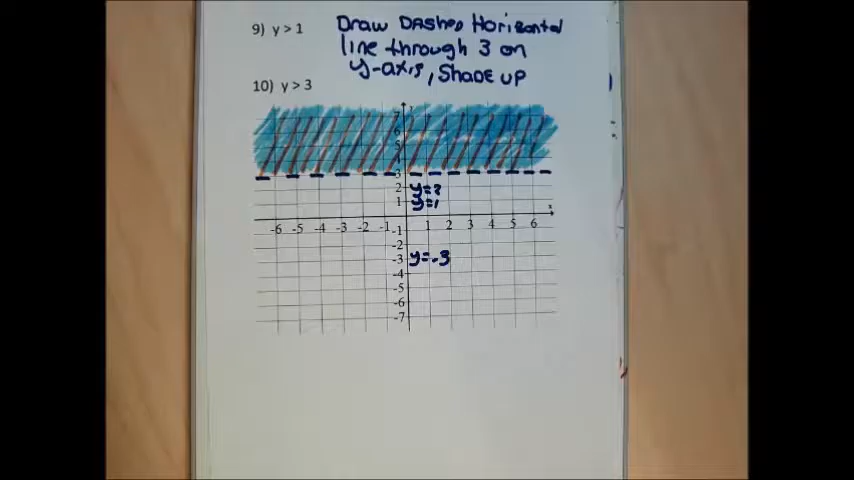 9) y > 1
Draw Dashed Horizontal
line through 3 on
y-axis, Shade up
10) y > 3
y
7
6
5
4
3
2
y=2
1
y=1
x
-6 -5 -4 -3 -2 -1 1 2 3 4 5 6
-1
-2
-3
y=-3
-4
-5
-6
-7